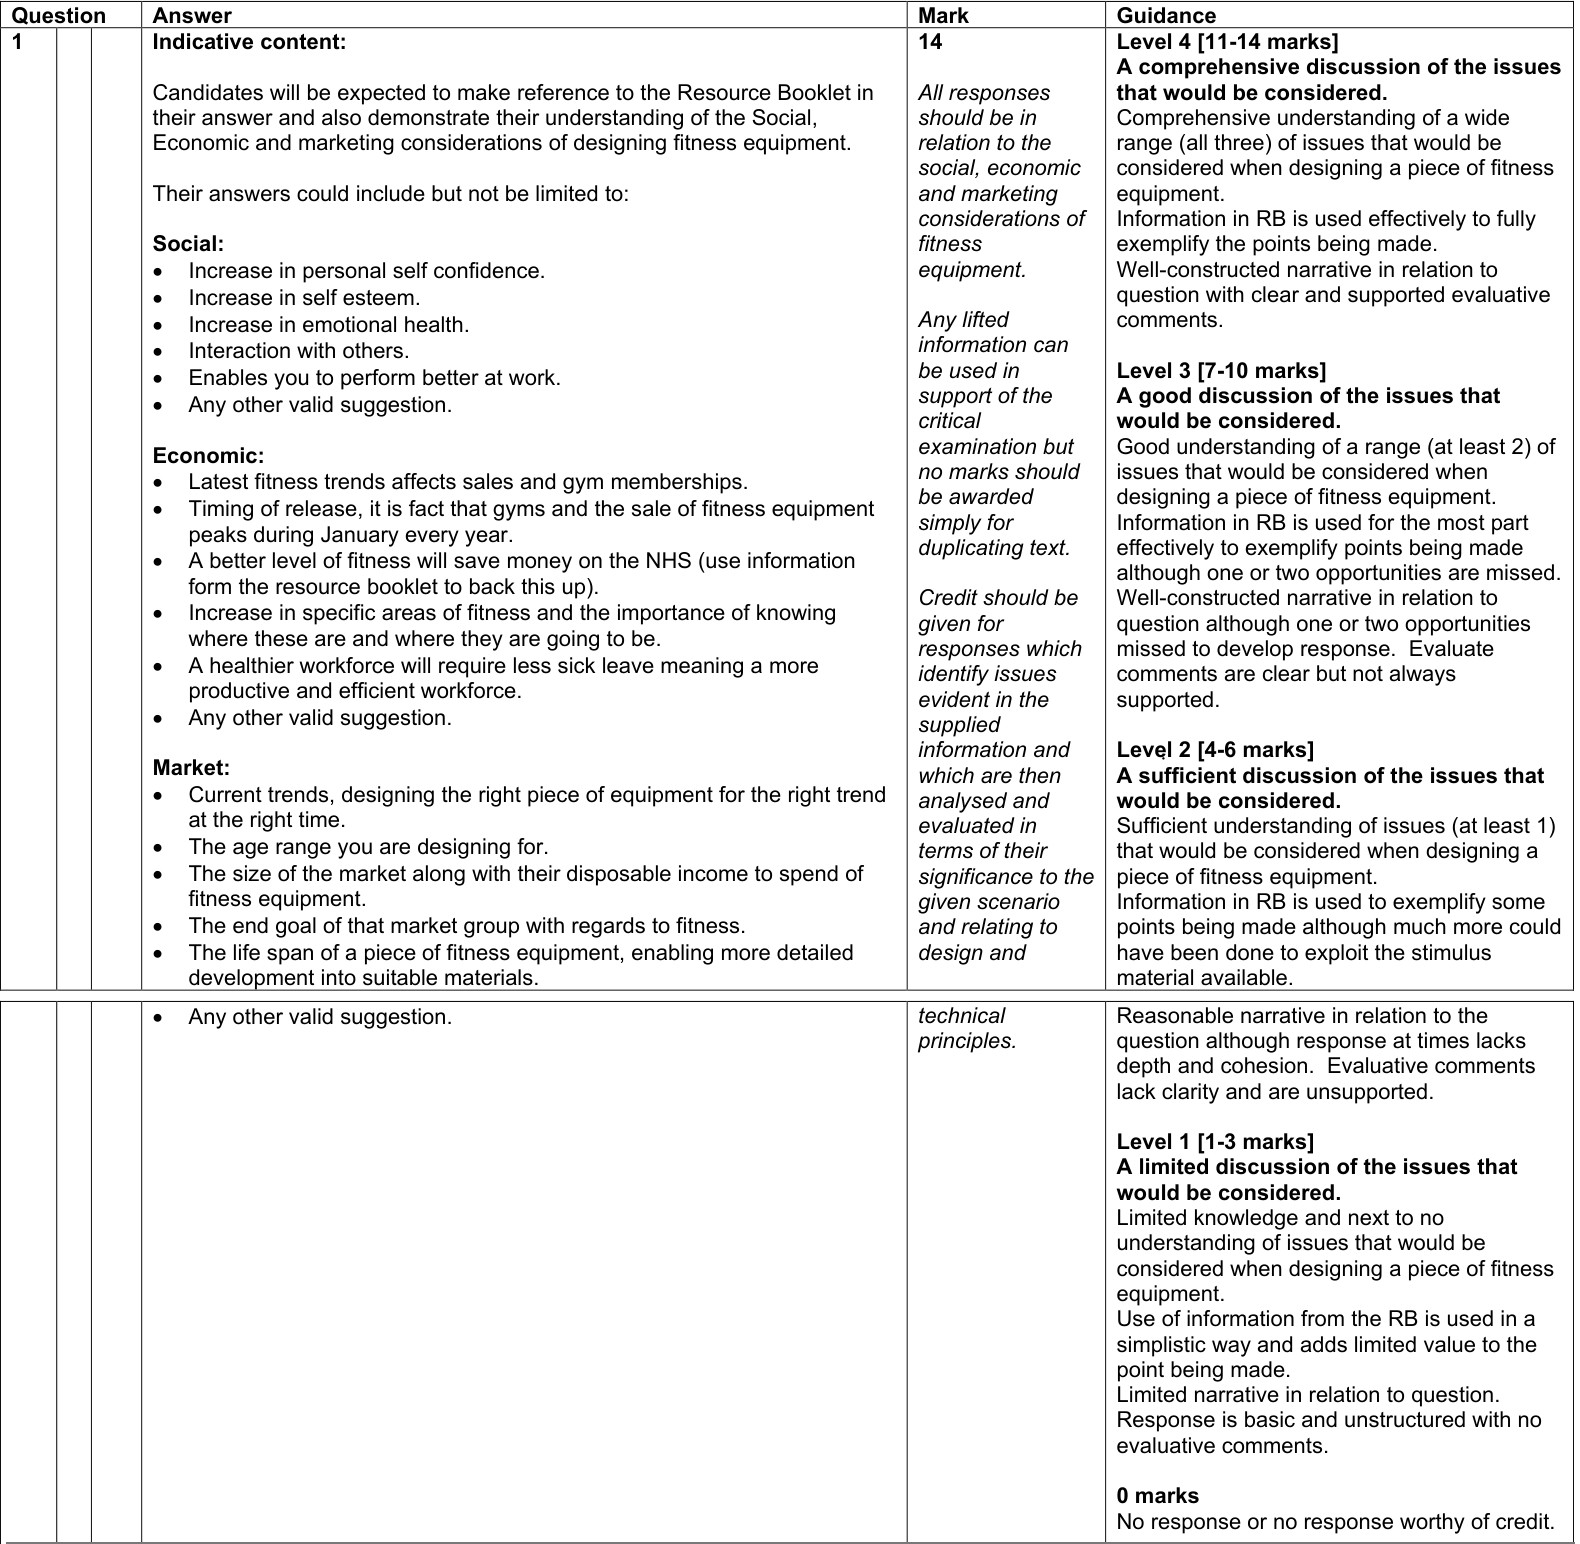 Question Answer Mark Guidance
1
Indicative content:
Candidates will be expected to make reference to the Resource Booklet in
their answer and also demonstrate their understanding of the Social,
Economic and marketing considerations of designing fitness equipment.
Their answers could include but not be limited to:
Social:
• Increase in personal self confidence.
• Increase in self esteem.
• Increase in emotional health.
• Interaction with others.
• Enables you to perform better at work.
• Any other valid suggestion.
Economic:
• Latest fitness trends affects sales and gym memberships.
• Timing of release, it is fact that gyms and the sale of fitness equipment
peaks during January every year.
• A better level of fitness will save money on the NHS (use information
form the resource booklet to back this up).
• Increase in specific areas of fitness and the importance of knowing
where these are and where they are going to be.
• A healthier workforce will require less sick leave meaning a more
productive and efficient workforce.
• Any other valid suggestion.
Market:
• Current trends, designing the right piece of equipment for the right trend
at the right time.
• The age range you are designing for.
• The size of the market along with their disposable income to spend of
fitness equipment.
• The end goal of that market group with regards to fitness.
• The life span of a piece of fitness equipment, enabling more detailed
development into suitable materials.
14
All responses
should be in
relation to the
social, economic
and marketing
considerations of
fitness
equipment.
Any lifted
information can
be used in
support of the
critical
examination but
no marks should
be awarded
simply for
duplicating text.
Credit should be
given for
responses which
identify issues
evident in the
supplied
information and
which are then
analysed and
evaluated in
terms of their
significance to the
given scenario
and relating to
design and
Level 4 [11-14 marks]
A comprehensive discussion of the issues
that would be considered.
Comprehensive understanding of a wide
range (all three) of issues that would be
considered when designing a piece of fitness
equipment.
Information in RB is used effectively to fully
exemplify the points being made.
Well-constructed narrative in relation to
question with clear and supported evaluative
comments.
Level 3 [7-10 marks]
A good discussion of the issues that
would be considered.
Good understanding of a range (at least 2) of
issues that would be considered when
designing a piece of fitness equipment.
Information in RB is used for the most part
effectively to exemplify points being made
although one or two opportunities are missed.
Well-constructed narrative in relation to
question although one or two opportunities
missed to develop response.  Evaluate
comments are clear but not always
supported.
Level 2 [4-6 marks]
A sufficient discussion of the issues that
would be considered.
Sufficient understanding of issues (at least 1)
that would be considered when designing a
piece of fitness equipment.
Information in RB is used to exemplify some
points being made although much more could
have been done to exploit the stimulus
material available.
• Any other valid suggestion.
technical
principles.
Reasonable narrative in relation to the
question although response at times lacks
depth and cohesion.  Evaluative comments
lack clarity and are unsupported.
Level 1 [1-3 marks]
A limited discussion of the issues that
would be considered.
Limited knowledge and next to no
understanding of issues that would be
considered when designing a piece of fitness
equipment.
Use of information from the RB is used in a
simplistic way and adds limited value to the
point being made.
Limited narrative in relation to question.
Response is basic and unstructured with no
evaluative comments.
0 marks
No response or no response worthy of credit.